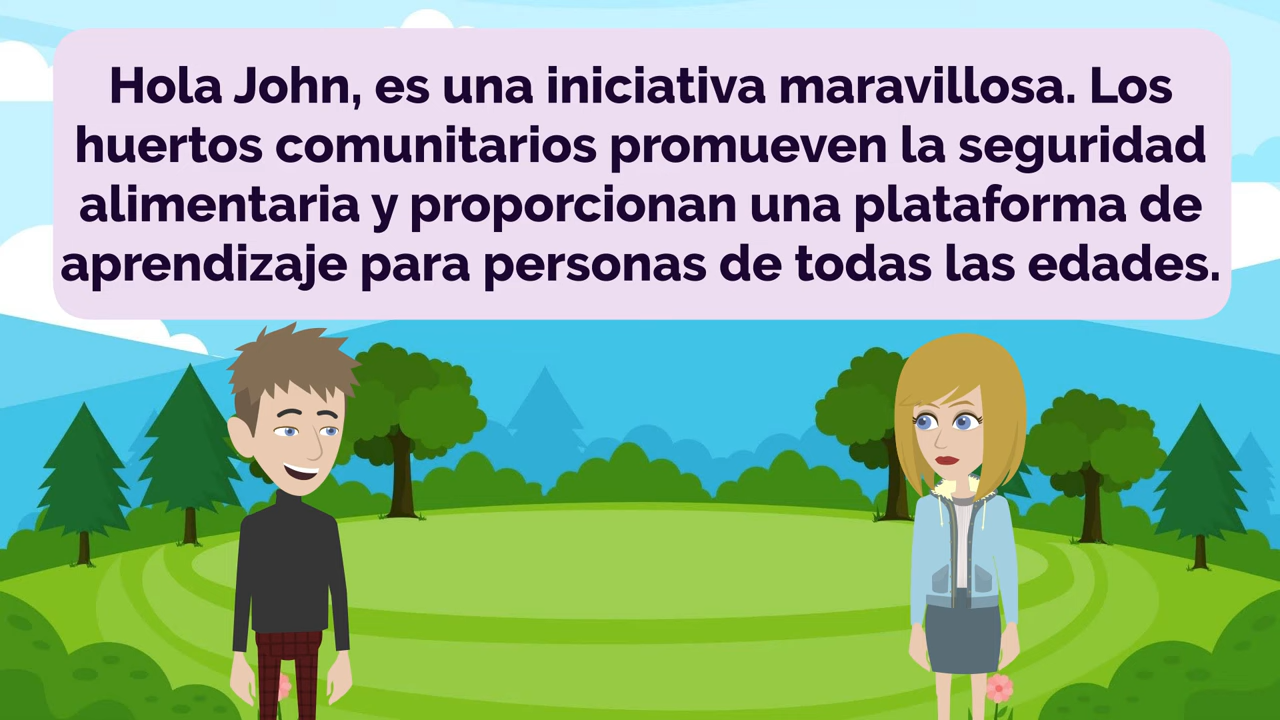 Hola John, es una iniciativa maravillosa. Los
huertos comunitarios promueven la seguridad
alimentaria y proporcionan una plataforma de
aprendizaje para personas de todas las edades.